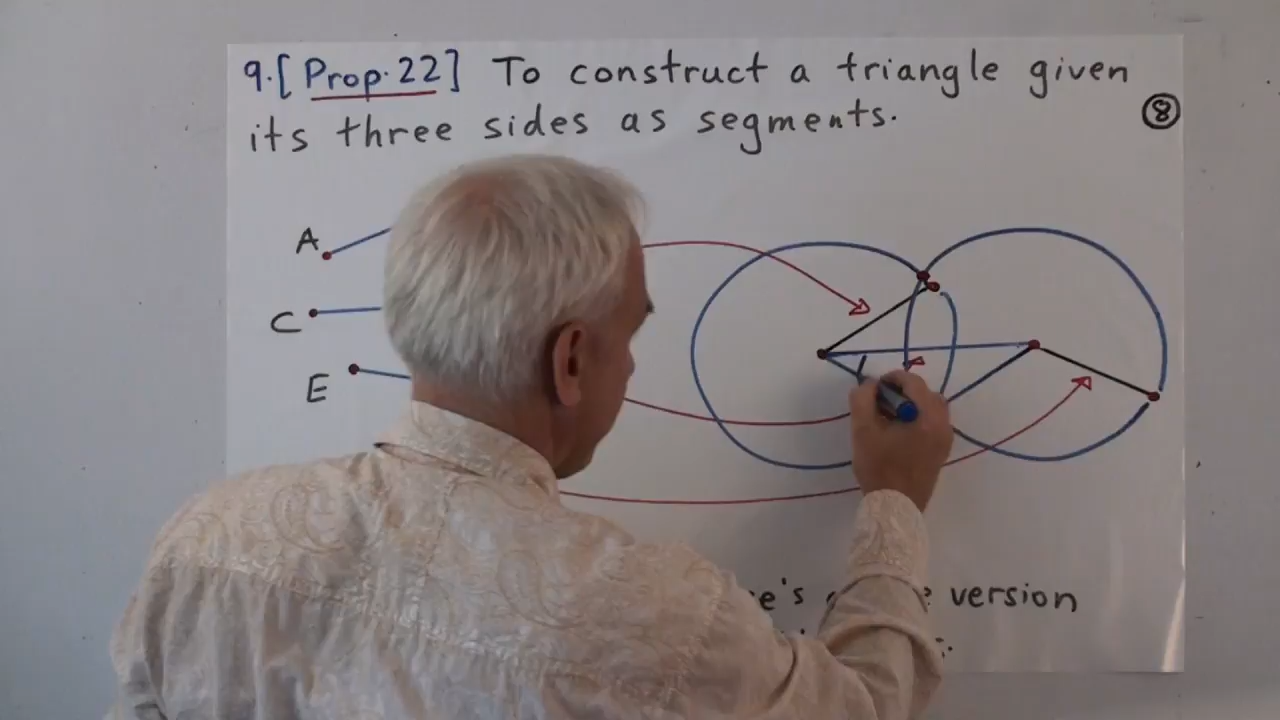 9.[Prop.22] To construct a triangle given
its three sides as segments.
8
A
C
E
version